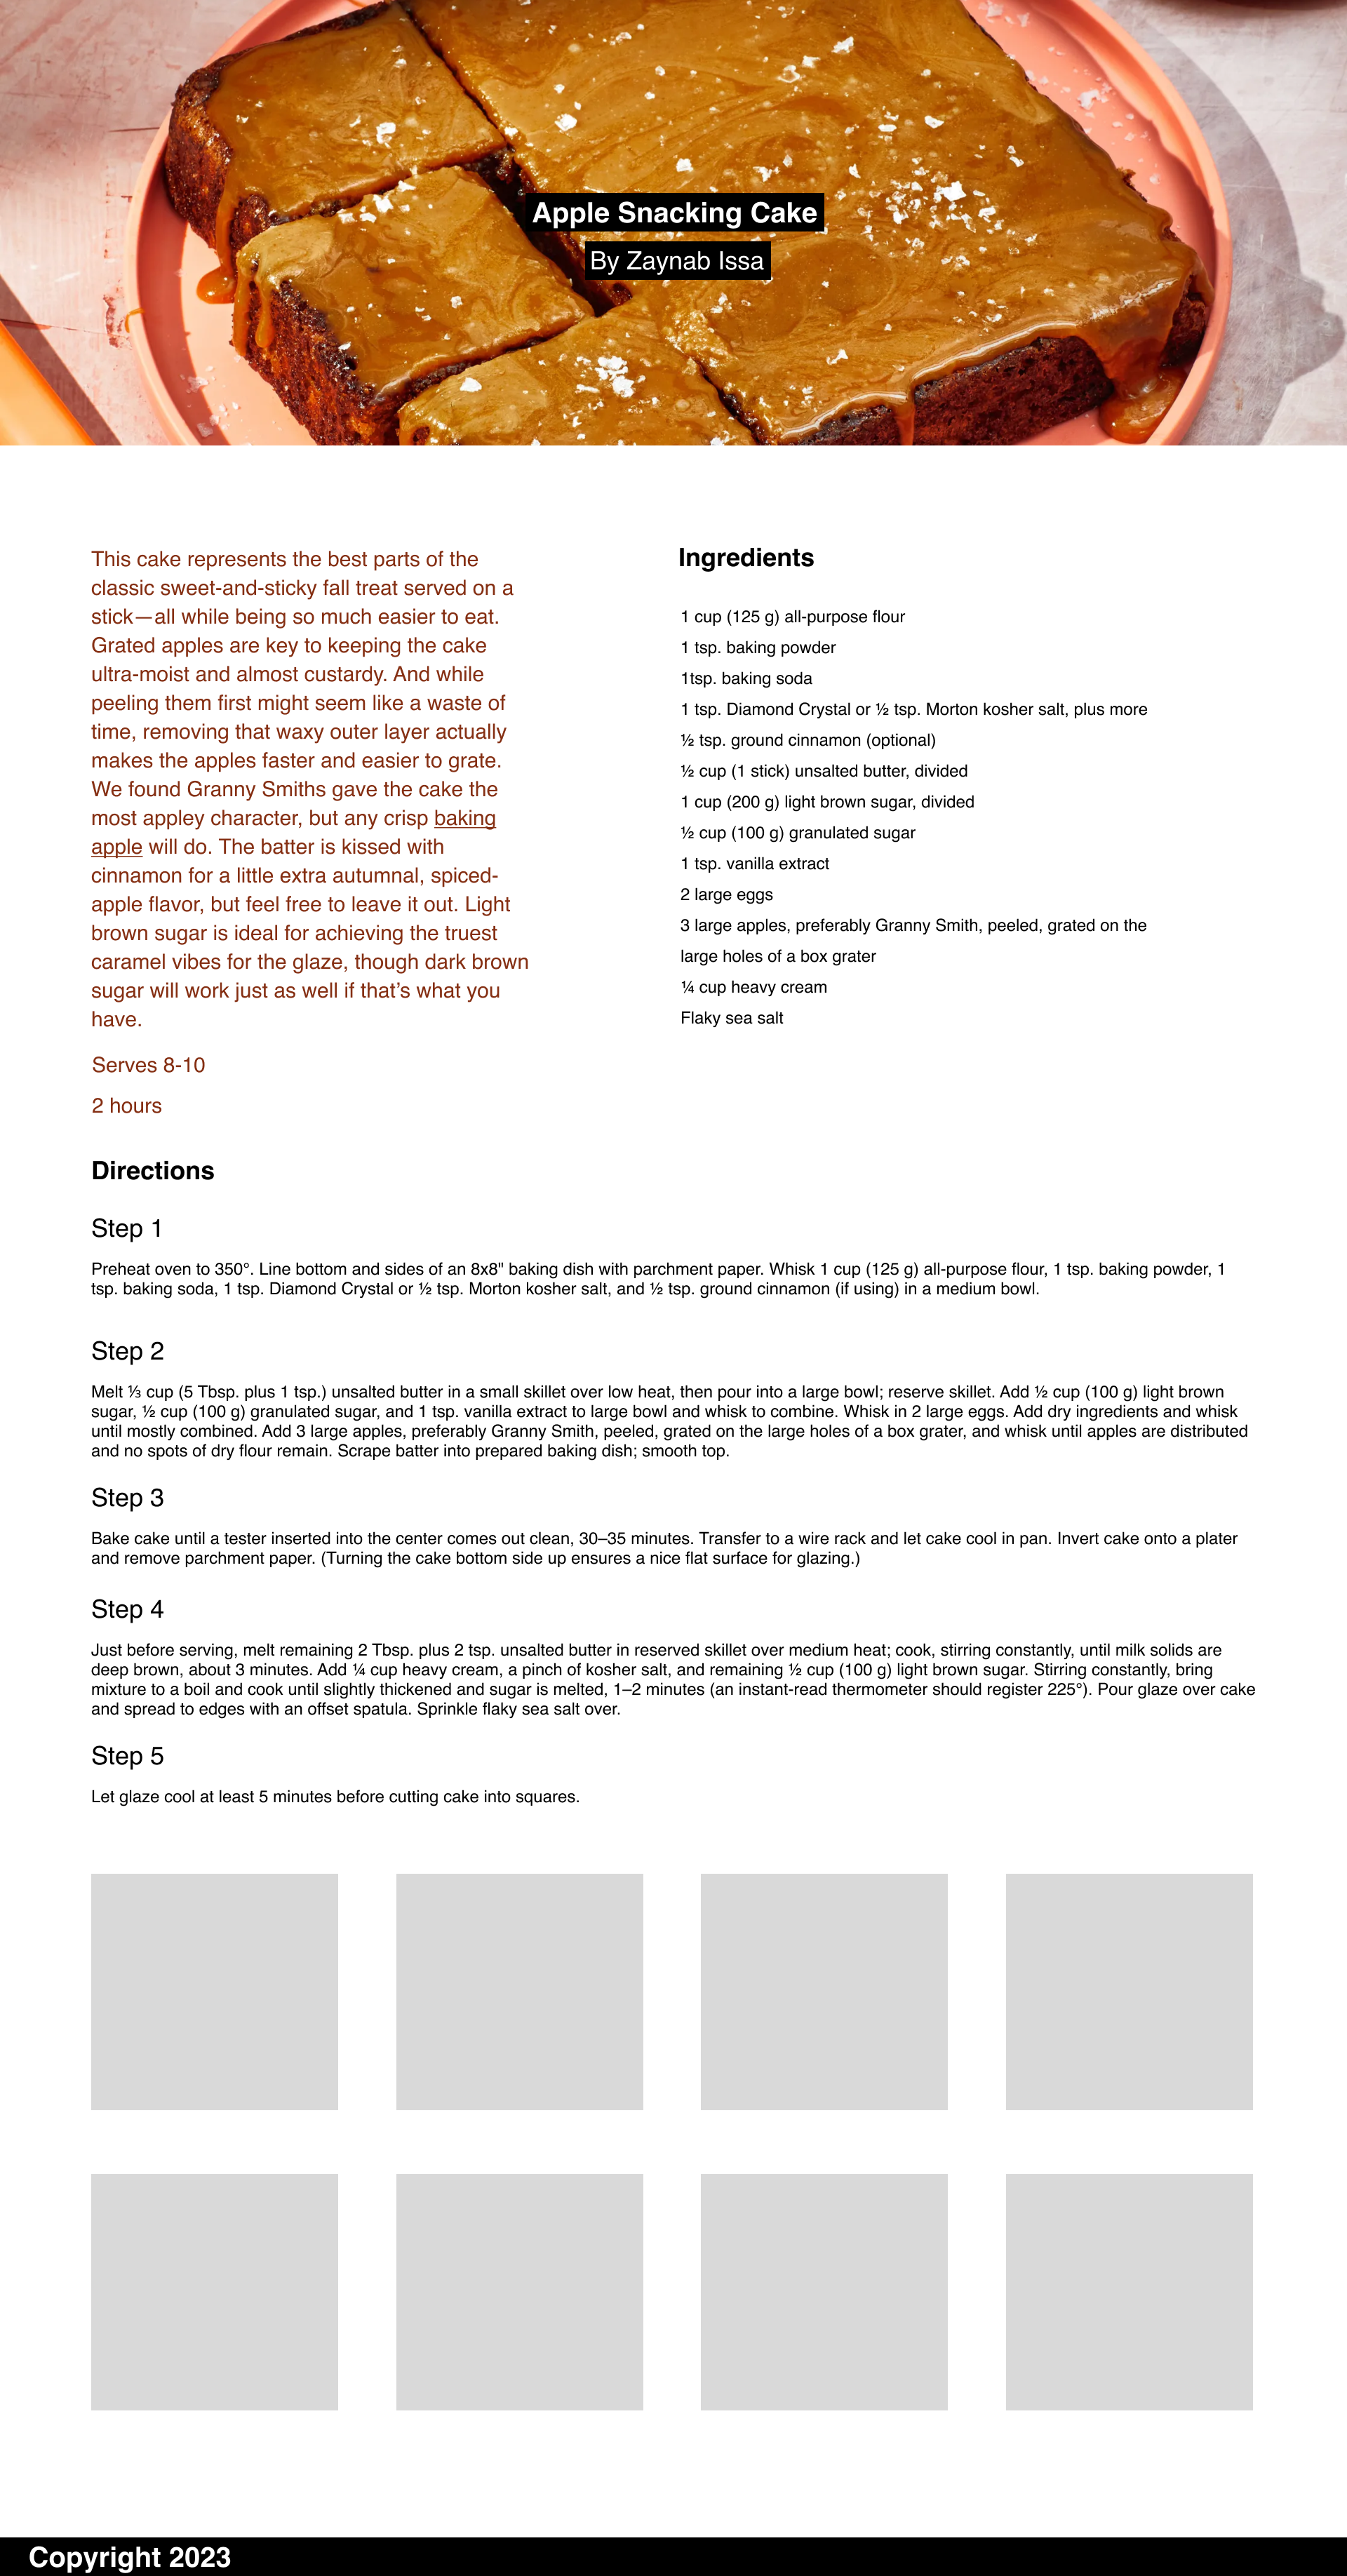 Apple Snacking Cake
By Zaynab Issa
This cake represents the best parts of the
classic sweet-and-sticky fall treat served on a
stick—all while being so much easier to eat.
Grated apples are key to keeping the cake
ultra-moist and almost custardy. And while
peeling them first might seem like a waste of
time, removing that waxy outer layer actually
makes the apples faster and easier to grate.
We found Granny Smiths gave the cake the
most appley character, but any crisp baking
apple will do. The batter is kissed with
cinnamon for a little extra autumnal, spiced-
apple flavor, but feel free to leave it out. Light
brown sugar is ideal for achieving the truest
caramel vibes for the glaze, though dark brown
sugar will work just as well if that’s what you
have.
Serves 8-10
2 hours
Ingredients
1 cup (125 g) all-purpose flour
1 tsp. baking powder
1tsp. baking soda
1 tsp. Diamond Crystal or ½ tsp. Morton kosher salt, plus more
½ tsp. ground cinnamon (optional)
½ cup (1 stick) unsalted butter, divided
1 cup (200 g) light brown sugar, divided
½ cup (100 g) granulated sugar
1 tsp. vanilla extract
2 large eggs
3 large apples, preferably Granny Smith, peeled, grated on the
large holes of a box grater
¼ cup heavy cream
Flaky sea salt
Directions
Step 1
Preheat oven to 350°. Line bottom and sides of an 8x8" baking dish with parchment paper. Whisk 1 cup (125 g) all-purpose flour, 1 tsp. baking powder, 1
tsp. baking soda, 1 tsp. Diamond Crystal or ½ tsp. Morton kosher salt, and ½ tsp. ground cinnamon (if using) in a medium bowl.
Step 2
Melt ⅓ cup (5 Tbsp. plus 1 tsp.) unsalted butter in a small skillet over low heat, then pour into a large bowl; reserve skillet. Add ½ cup (100 g) light brown
sugar, ½ cup (100 g) granulated sugar, and 1 tsp. vanilla extract to large bowl and whisk to combine. Whisk in 2 large eggs. Add dry ingredients and whisk
until mostly combined. Add 3 large apples, preferably Granny Smith, peeled, grated on the large holes of a box grater, and whisk until apples are distributed
and no spots of dry flour remain. Scrape batter into prepared baking dish; smooth top.
Step 3
Bake cake until a tester inserted into the center comes out clean, 30–35 minutes. Transfer to a wire rack and let cake cool in pan. Invert cake onto a plater
and remove parchment paper. (Turning the cake bottom side up ensures a nice flat surface for glazing.)
Step 4
Just before serving, melt remaining 2 Tbsp. plus 2 tsp. unsalted butter in reserved skillet over medium heat; cook, stirring constantly, until milk solids are
deep brown, about 3 minutes. Add ¼ cup heavy cream, a pinch of kosher salt, and remaining ½ cup (100 g) light brown sugar. Stirring constantly, bring
mixture to a boil and cook until slightly thickened and sugar is melted, 1–2 minutes (an instant-read thermometer should register 225°). Pour glaze over cake
and spread to edges with an offset spatula. Sprinkle flaky sea salt over.
Step 5
Let glaze cool at least 5 minutes before cutting cake into squares.
Copyright 2023